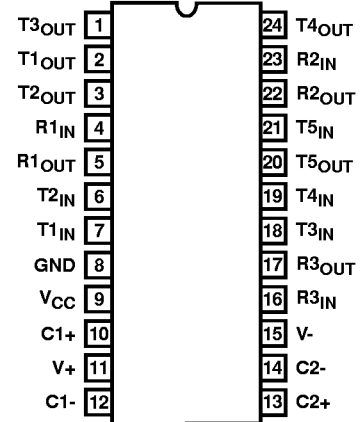 T3OUT 1 24 T4OUT
T1OUT 2 23 R2IN
T2OUT 3 22 R2OUT
R1IN 4 21 T5IN
R1OUT 5 20 T5OUT
T2IN 6 19 T4IN
T1IN 7 18 T3IN
GND 8 17 R3OUT
VCC 9 16 R3IN
C1+ 10 15 V-
V+ 11 14 C2-
C1- 12 13 C2+